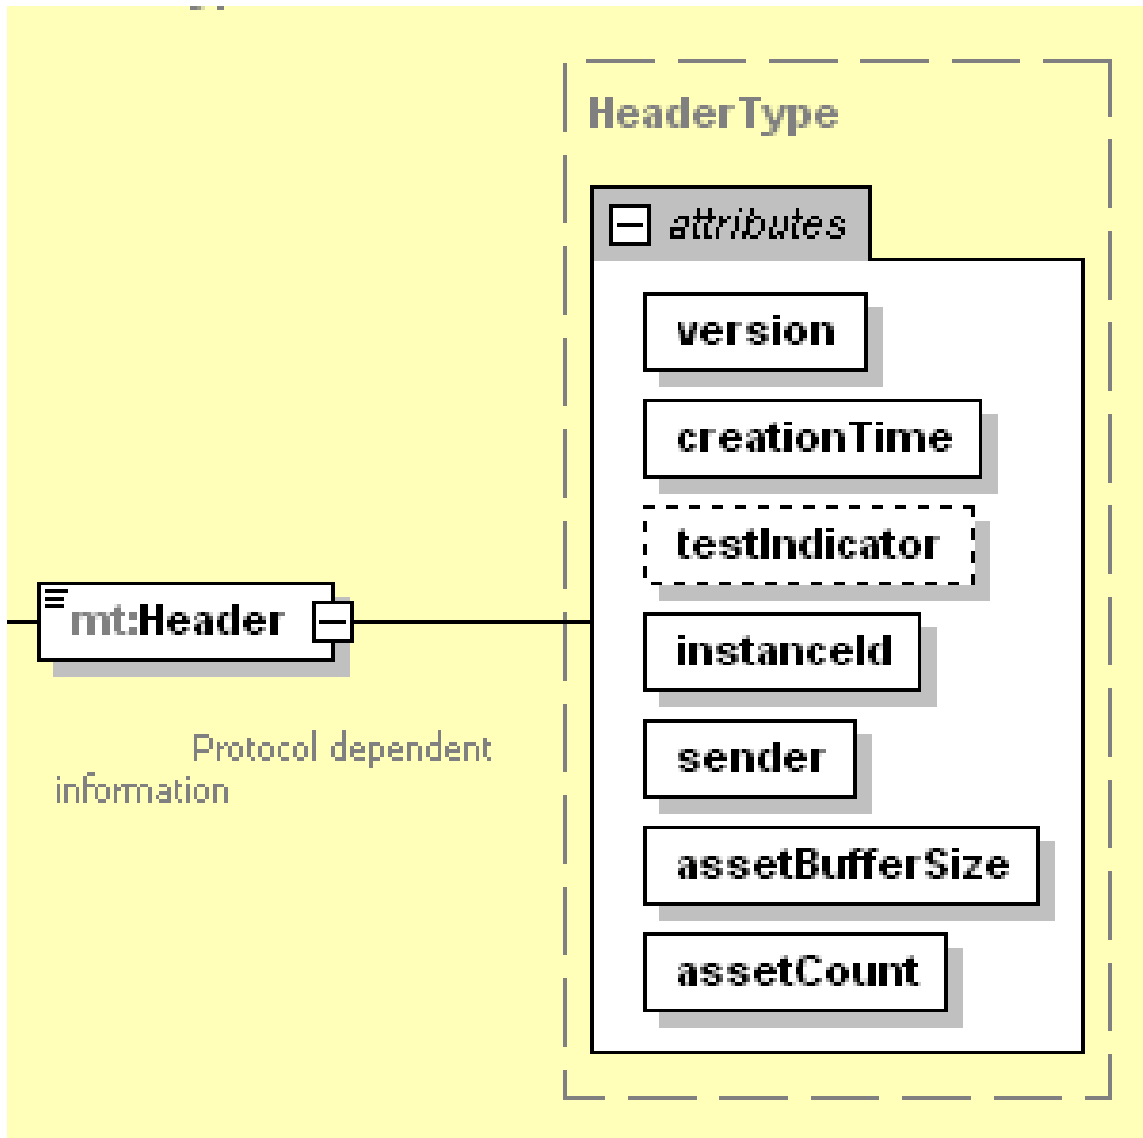 HeaderType
attributes
version
creationTime
testIndicator
instanceId
mt:Header
sender
Protocol dependent
information
assetBufferSize
assetCount